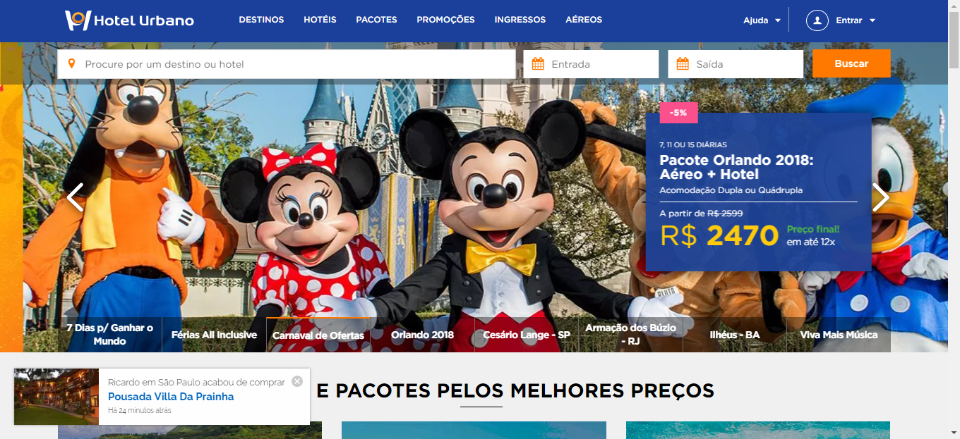 Hotel Urbano
DESTINOS HOTÉIS PACOTES PROMOÇÕES INGRESSOS AÉREOS Ajuda Entrar
Procure por um destino ou hotel Entrada Saída Buscar
-5%
7, 11 OU 15 DIÁRIAS
Pacote Orlando 2018:
Aéreo + Hotel
Acomodação Dupla ou Quádrupla
A partir de R$ 2599
R$ 2470 Preço final!
em até 12x
7 Dias p/ Ganhar o
Mundo
Férias All Inclusive
Carnaval de Ofertas
Orlando 2018
Cesário Lange - SP
Armação dos Búzio
- RJ
Ilhéus - BA
Viva Mais Música
Ricardo em São Paulo acabou de comprar
Pousada Villa Da Prainha
Há 24 minutos atrás
E PACOTES PELOS MELHORES PREÇOS